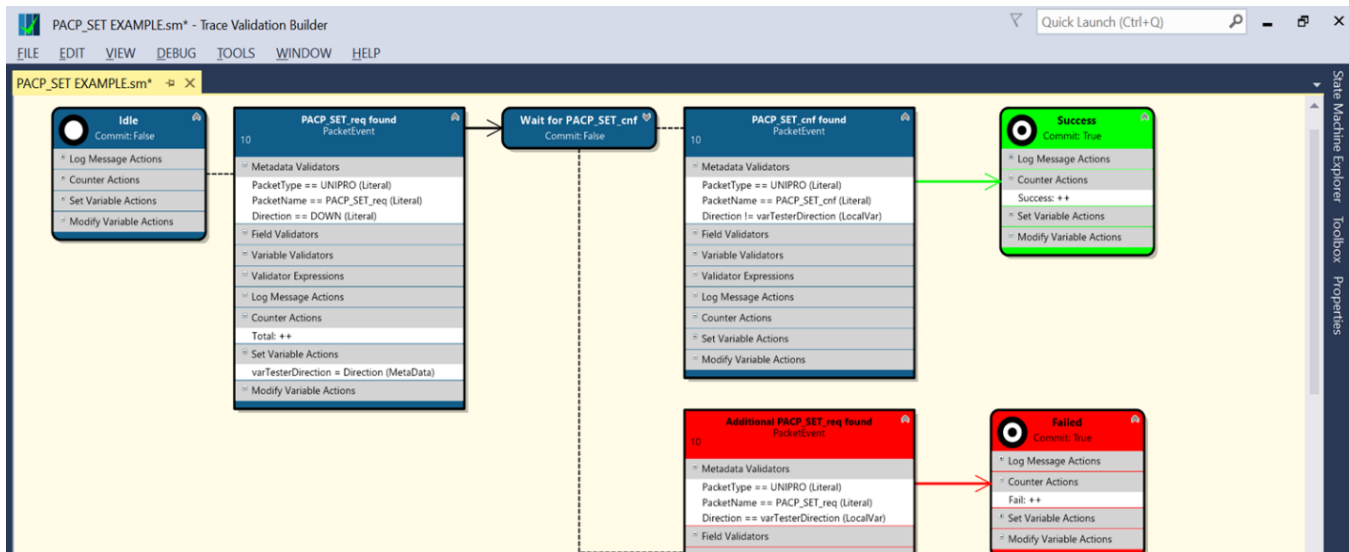 PACP_SET EXAMPLE.sm* - Trace Validation Builder
Quick Launch (Ctrl+Q)
FILE EDIT VIEW DEBUG TOOLS WINDOW HELP
PACP_SET EXAMPLE.sm*
Idle
Commit: False
Log Message Actions
Counter Actions
Set Variable Actions
Modify Variable Actions
PACP_SET_req found
PacketEvent
10
Metadata Validators
PacketType == UNIPRO (Literal)
PacketName == PACP_SET_req (Literal)
Direction == DOWN (Literal)
Field Validators
Variable Validators
Validator Expressions
Log Message Actions
Counter Actions
Total: ++
Set Variable Actions
varTesterDirection = Direction (MetaData)
Modify Variable Actions
Wait for PACP_SET_cnf
Commit: False
PACP_SET_cnf found
PacketEvent
10
Metadata Validators
PacketType == UNIPRO (Literal)
PacketName == PACP_SET_cnf (Literal)
Direction != varTesterDirection (LocalVar)
Field Validators
Variable Validators
Validator Expressions
Log Message Actions
Counter Actions
Set Variable Actions
Modify Variable Actions
Success
Commit: True
Log Message Actions
Counter Actions
Success: ++
Set Variable Actions
Modify Variable Actions
Additional PACP_SET_req found
PacketEvent
10
Metadata Validators
PacketType == UNIPRO (Literal)
PacketName == PACP_SET_req (Literal)
Direction == varTesterDirection (LocalVar)
Field Validators
Failed
Commit: True
Log Message Actions
Counter Actions
Fail: ++
Set Variable Actions
Modify Variable Actions
State Machine Explorer
Toolbox
Properties